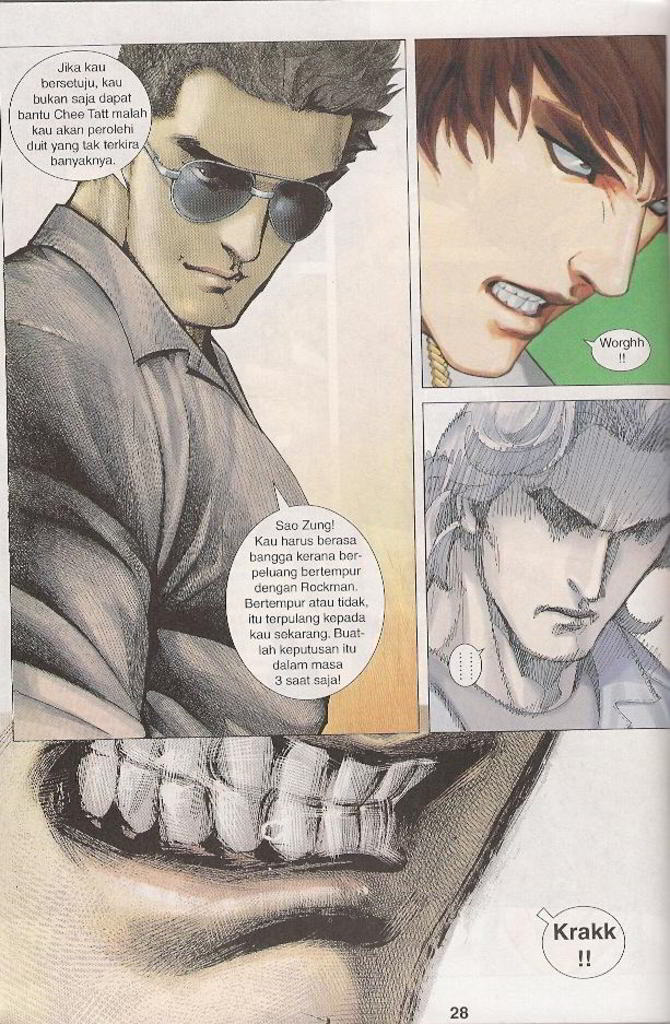 Jika kau
bersetuju, kau
bukan saja dapat
bantu Chee Tatt malah
kau akan perolehi
duit yang tak terkira
banyaknya.
Sao Zung!
Kau harus berasa
bangga kerana ber-
peluang bertempur
dengan Rockman.
Bertempur atau tidak,
itu terpulang kepada
kau sekarang. Buat-
lah keputusan itu
dalam masa
3 saat saja!
Worghh
!!
......
Krakk
!!
28